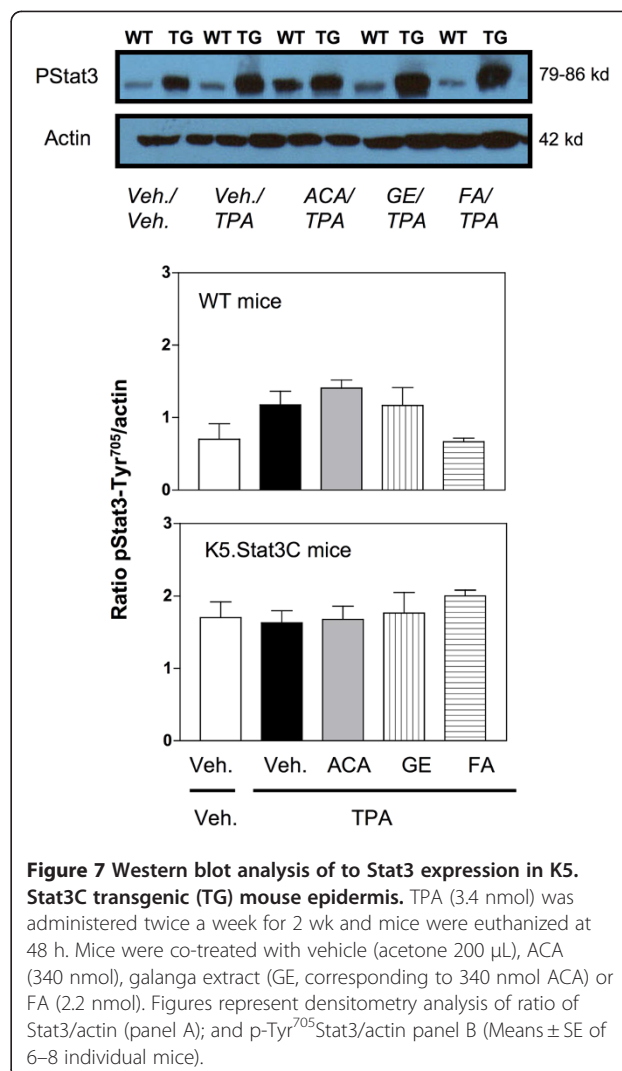 WT TG WT TG WT TG WT TG WT TG
PStat3
79-86 kd
Actin
42 kd
Veh./ Veh./ ACA/ GE/ FA/
Veh. TPA TPA TPA TPA
Ratio pStat3-Tyr⁷⁰⁵/actin
3
WT mice
2
1
0
3
K5.Stat3C mice
2
1
0
Veh. Veh. ACA GE FA
Veh. TPA
Figure 7 Western blot analysis of to Stat3 expression in K5.
Stat3C transgenic (TG) mouse epidermis. TPA (3.4 nmol) was
administered twice a week for 2 wk and mice were euthanized at
48 h. Mice were co-treated with vehicle (acetone 200 μL), ACA
(340 nmol), galanga extract (GE, corresponding to 340 nmol ACA) or
FA (2.2 nmol). Figures represent densitometry analysis of ratio of
Stat3/actin (panel A); and p-Tyr⁷⁰⁵Stat3/actin panel B (Means ± SE of
6–8 individual mice).